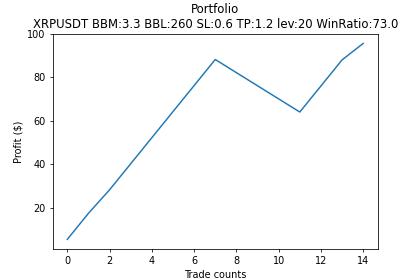 Portfolio
XRPUSDT BBM:3.3 BBL:260 SL:0.6 TP:1.2 lev:20 WinRatio:73.0
100
80
60
40
20
Profit ($)
0 2 4 6 8 10 12 14
Trade counts